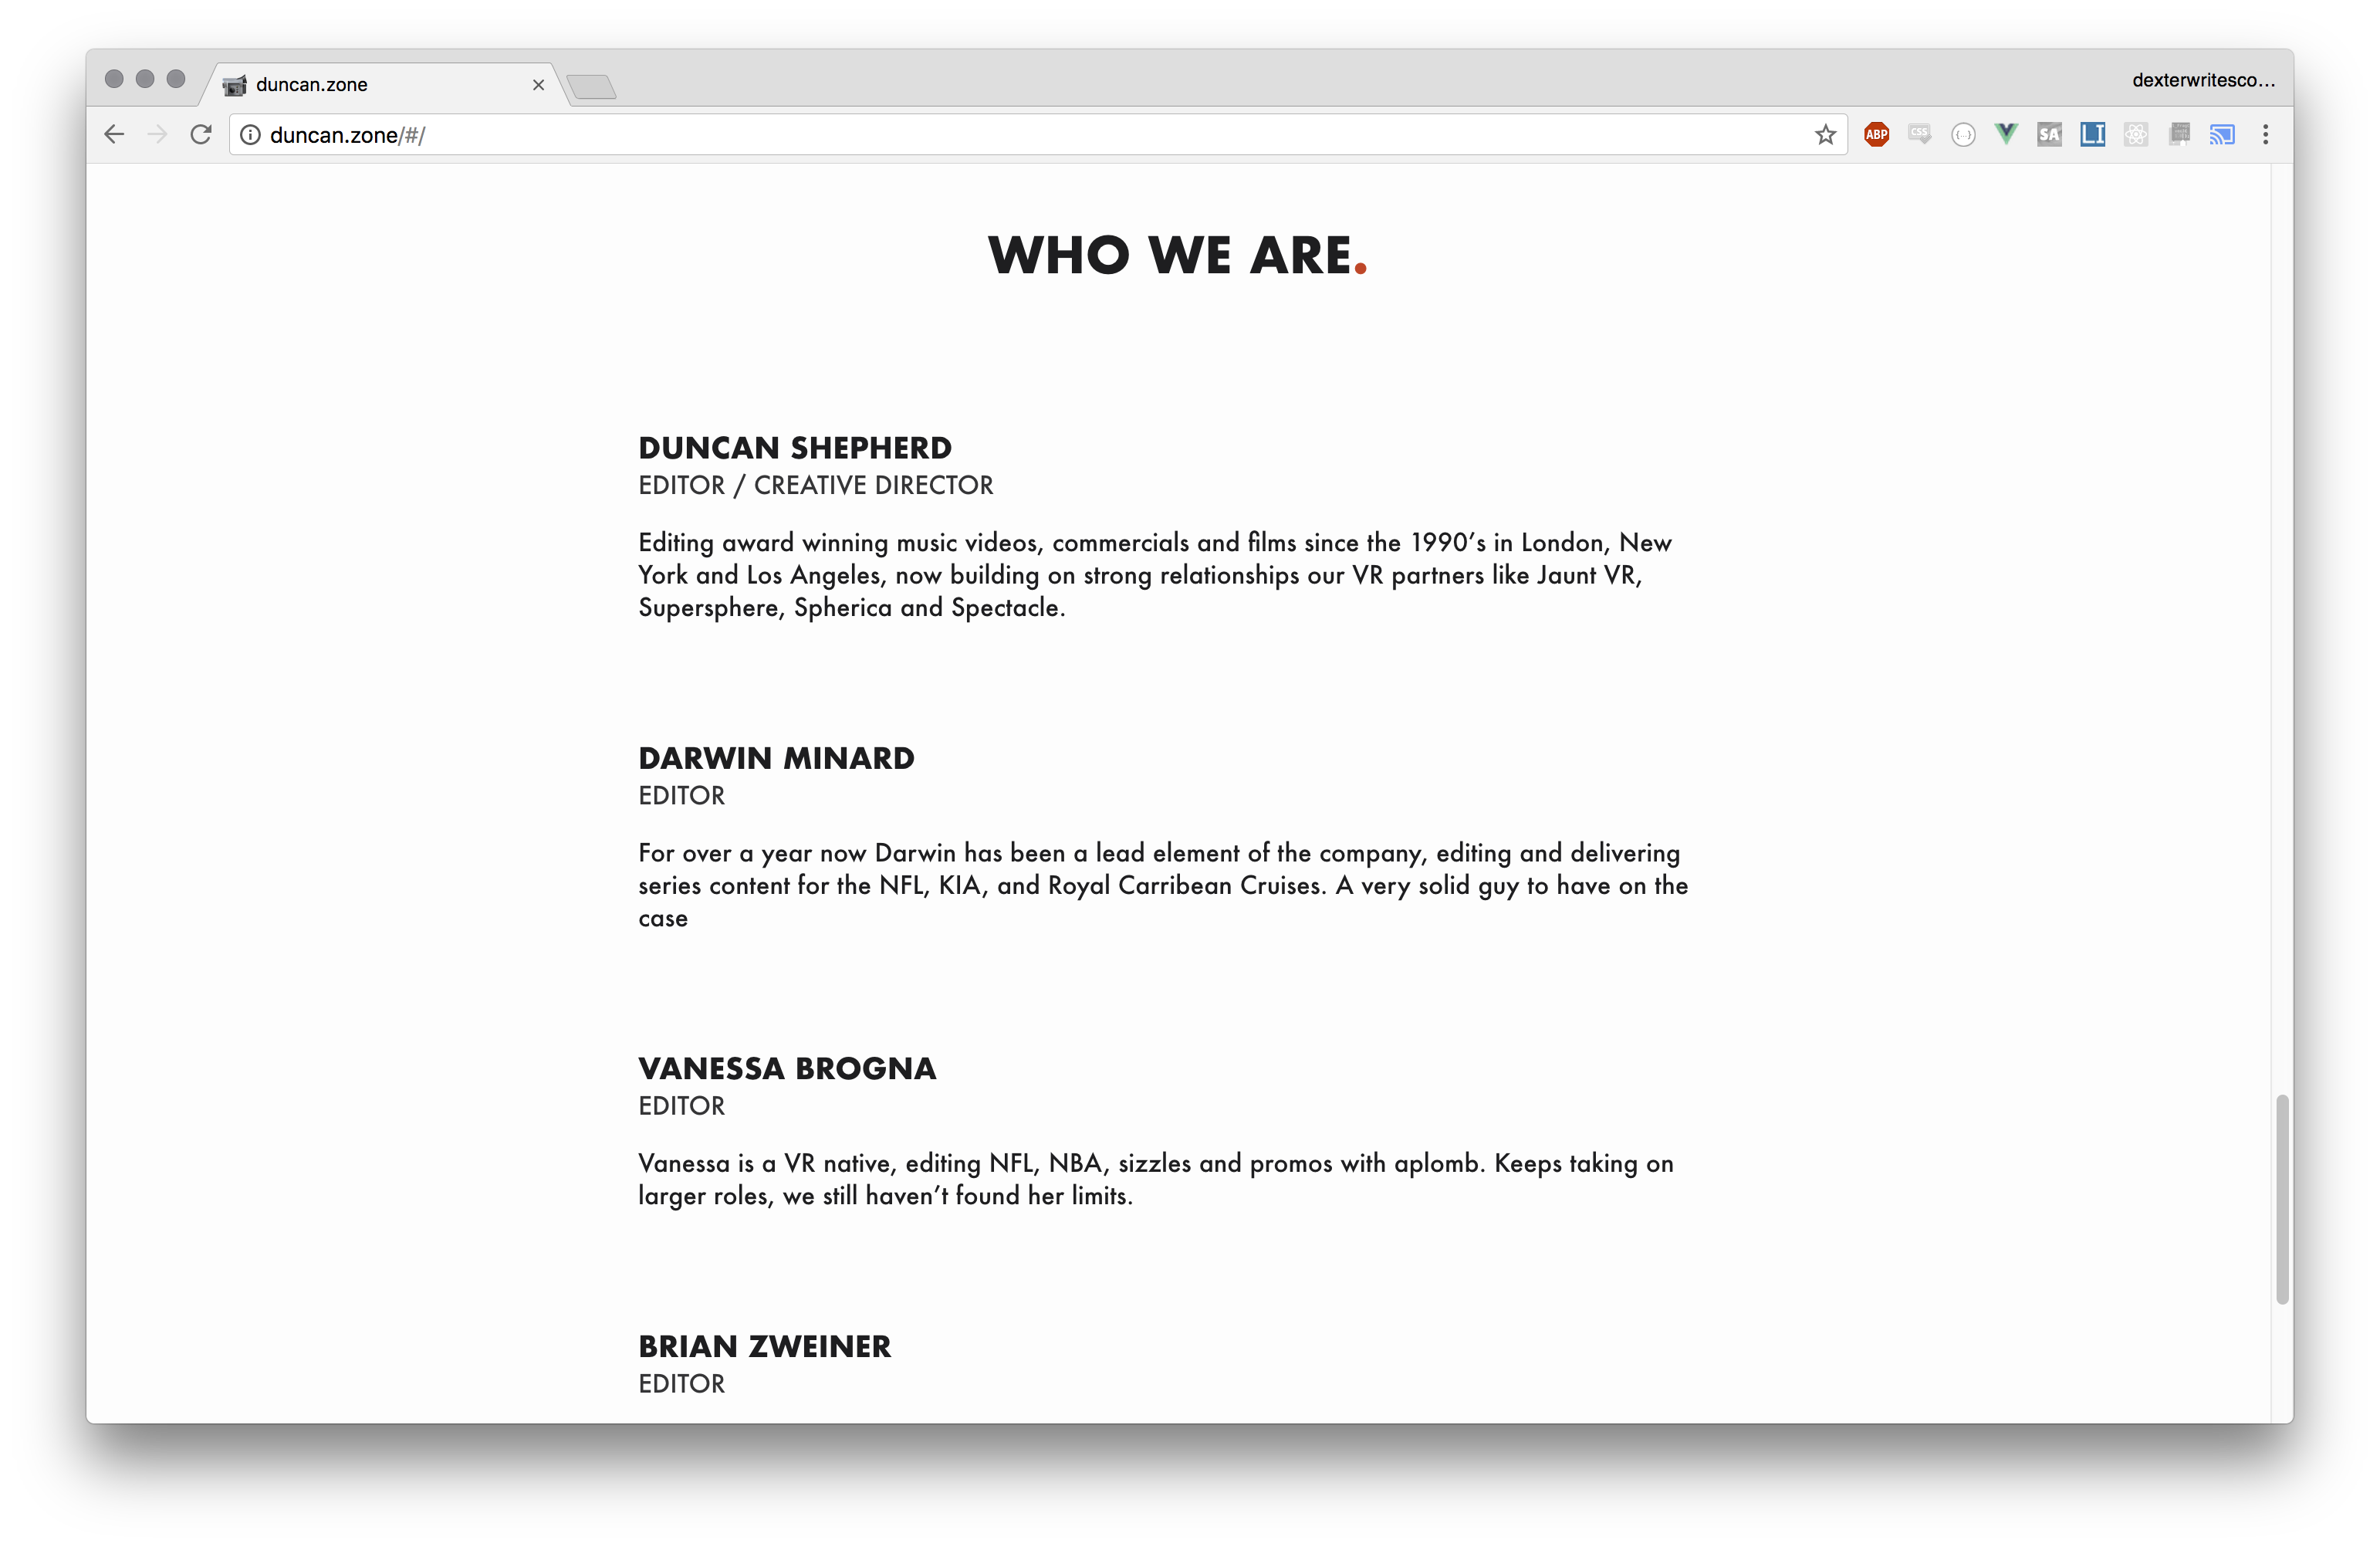 duncan.zone
dexterwritesco...
duncan.zone/#/
ABP
CSS
{...}
SA
LI
WHO WE ARE.
DUNCAN SHEPHERD
EDITOR / CREATIVE DIRECTOR
Editing award winning music videos, commercials and films since the 1990’s in London, New
York and Los Angeles, now building on strong relationships our VR partners like Jaunt VR,
Supersphere, Spherica and Spectacle.
DARWIN MINARD
EDITOR
For over a year now Darwin has been a lead element of the company, editing and delivering
series content for the NFL, KIA, and Royal Carribean Cruises. A very solid guy to have on the
case
VANESSA BROGNA
EDITOR
Vanessa is a VR native, editing NFL, NBA, sizzles and promos with aplomb. Keeps taking on
larger roles, we still haven’t found her limits.
BRIAN ZWEINER
EDITOR